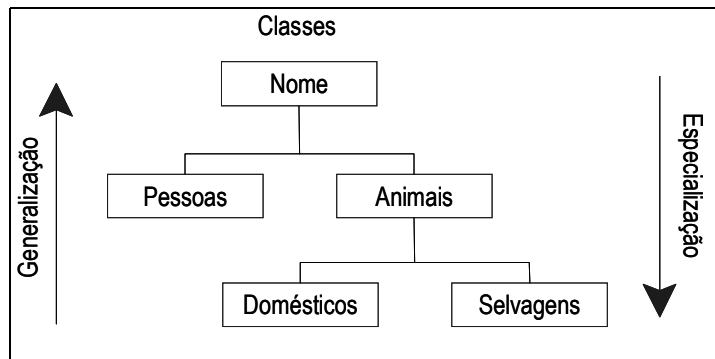 Classes
Nome
Generalização
Especialização
Pessoas
Animais
Domésticos
Selvagens